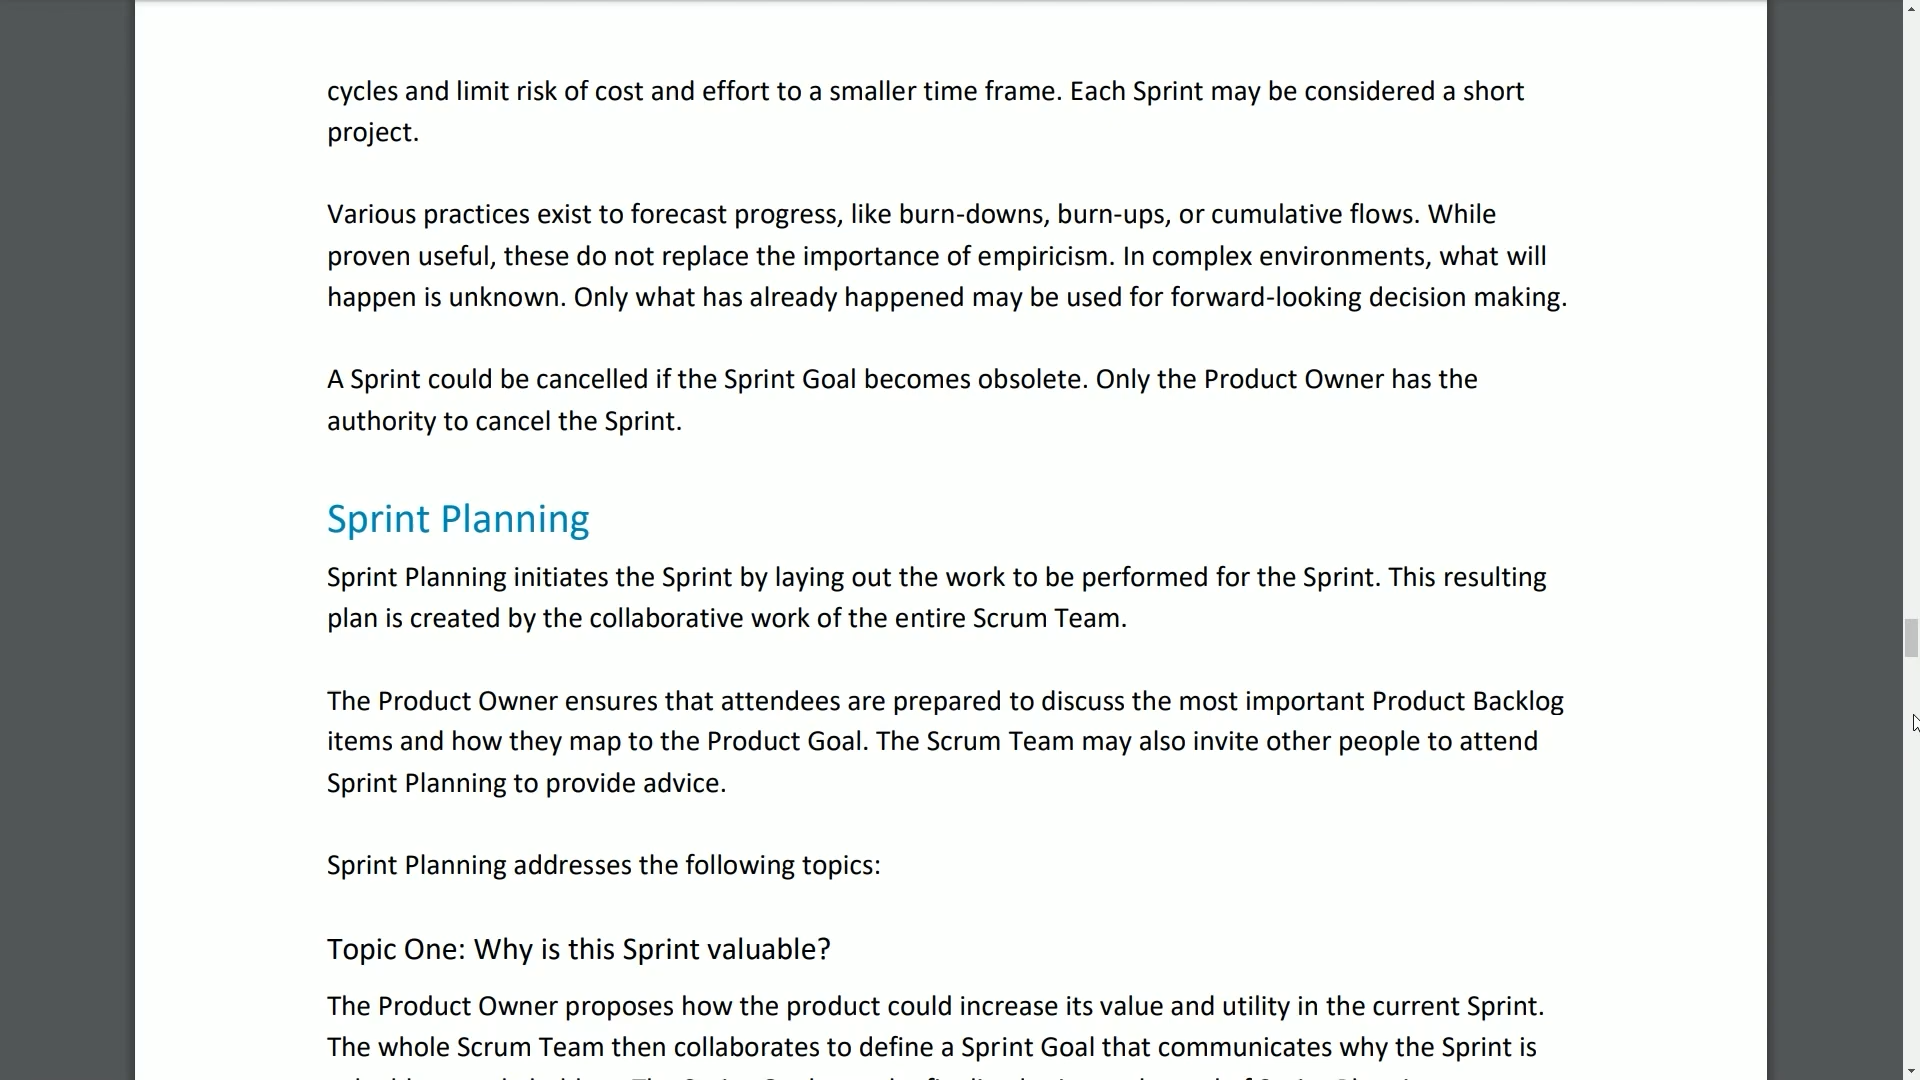 cycles and limit risk of cost and effort to a smaller time frame. Each Sprint may be considered a short
project.
Various practices exist to forecast progress, like burn-downs, burn-ups, or cumulative flows. While
proven useful, these do not replace the importance of empiricism. In complex environments, what will
happen is unknown. Only what has already happened may be used for forward-looking decision making.
A Sprint could be cancelled if the Sprint Goal becomes obsolete. Only the Product Owner has the
authority to cancel the Sprint.
Sprint Planning
Sprint Planning initiates the Sprint by laying out the work to be performed for the Sprint. This resulting
plan is created by the collaborative work of the entire Scrum Team.
The Product Owner ensures that attendees are prepared to discuss the most important Product Backlog
items and how they map to the Product Goal. The Scrum Team may also invite other people to attend
Sprint Planning to provide advice.
Sprint Planning addresses the following topics:
Topic One: Why is this Sprint valuable?
The Product Owner proposes how the product could increase its value and utility in the current Sprint.
The whole Scrum Team then collaborates to define a Sprint Goal that communicates why the Sprint is